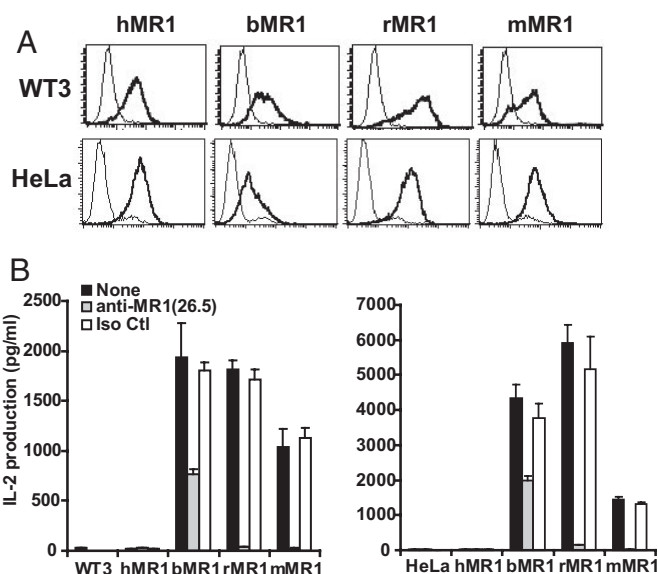 A
hMR1 bMR1 rMR1 mMR1
WT3
HeLa
B
None
anti-MR1(26.5)
Iso Ctl
IL-2 production (pg/ml)
2500
2000
1500
1000
500
0
WT3 hMR1 bMR1 rMR1 mMR1
7000
6000
5000
4000
3000
2000
1000
0
HeLa hMR1 bMR1 rMR1 mMR1